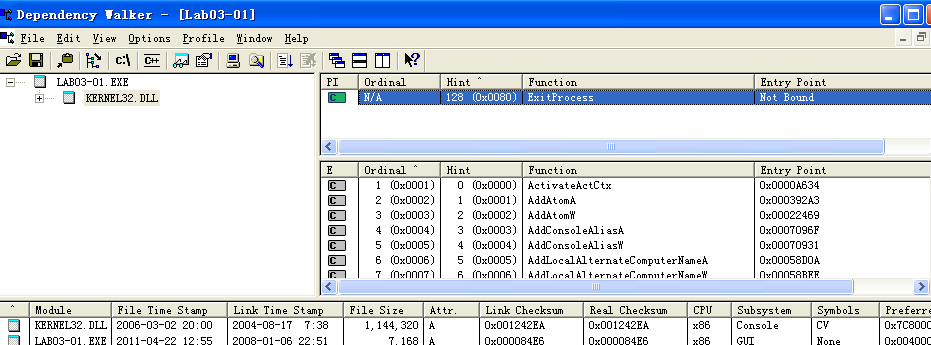 Dependency Walker - [Lab03-01]
File Edit View Options Profile Window Help
C:\ C++
LAB03-01.EXE
KERNEL32.DLL
PI Ordinal Hint ^ Function Entry Point
C N/A 128 (0x0080) ExitProcess Not Bound
E Ordinal ^ Hint Function Entry Point
C 1 (0x0001) 0 (0x0000) ActivateActCtx 0x0000A634
C 2 (0x0002) 1 (0x0001) AddAtomA 0x000392A3
C 3 (0x0003) 2 (0x0002) AddAtomW 0x00022469
C 4 (0x0004) 3 (0x0003) AddConsoleAliasA 0x0007096F
C 5 (0x0005) 4 (0x0004) AddConsoleAliasW 0x00070931
C 6 (0x0006) 5 (0x0005) AddLocalAlternateComputerNameA 0x00058D0A
C 7 (0x0007) 6 (0x0006) AddLocalAlternateComputerNameW 0x00058BEE
^ Module File Time Stamp Link Time Stamp File Size Attr. Link Checksum Real Checksum CPU Subsystem Symbols Preferre
KERNEL32.DLL 2006-03-02 20:00 2004-08-17 7:38 1,144,320 A 0x001242EA 0x001242EA x86 Console CV 0x7C8000
LAB03-01.EXE 2011-04-22 12:55 2008-01-06 22:51 7,168 A 0x000084E6 0x000084E6 x86 GUI None 0x004000